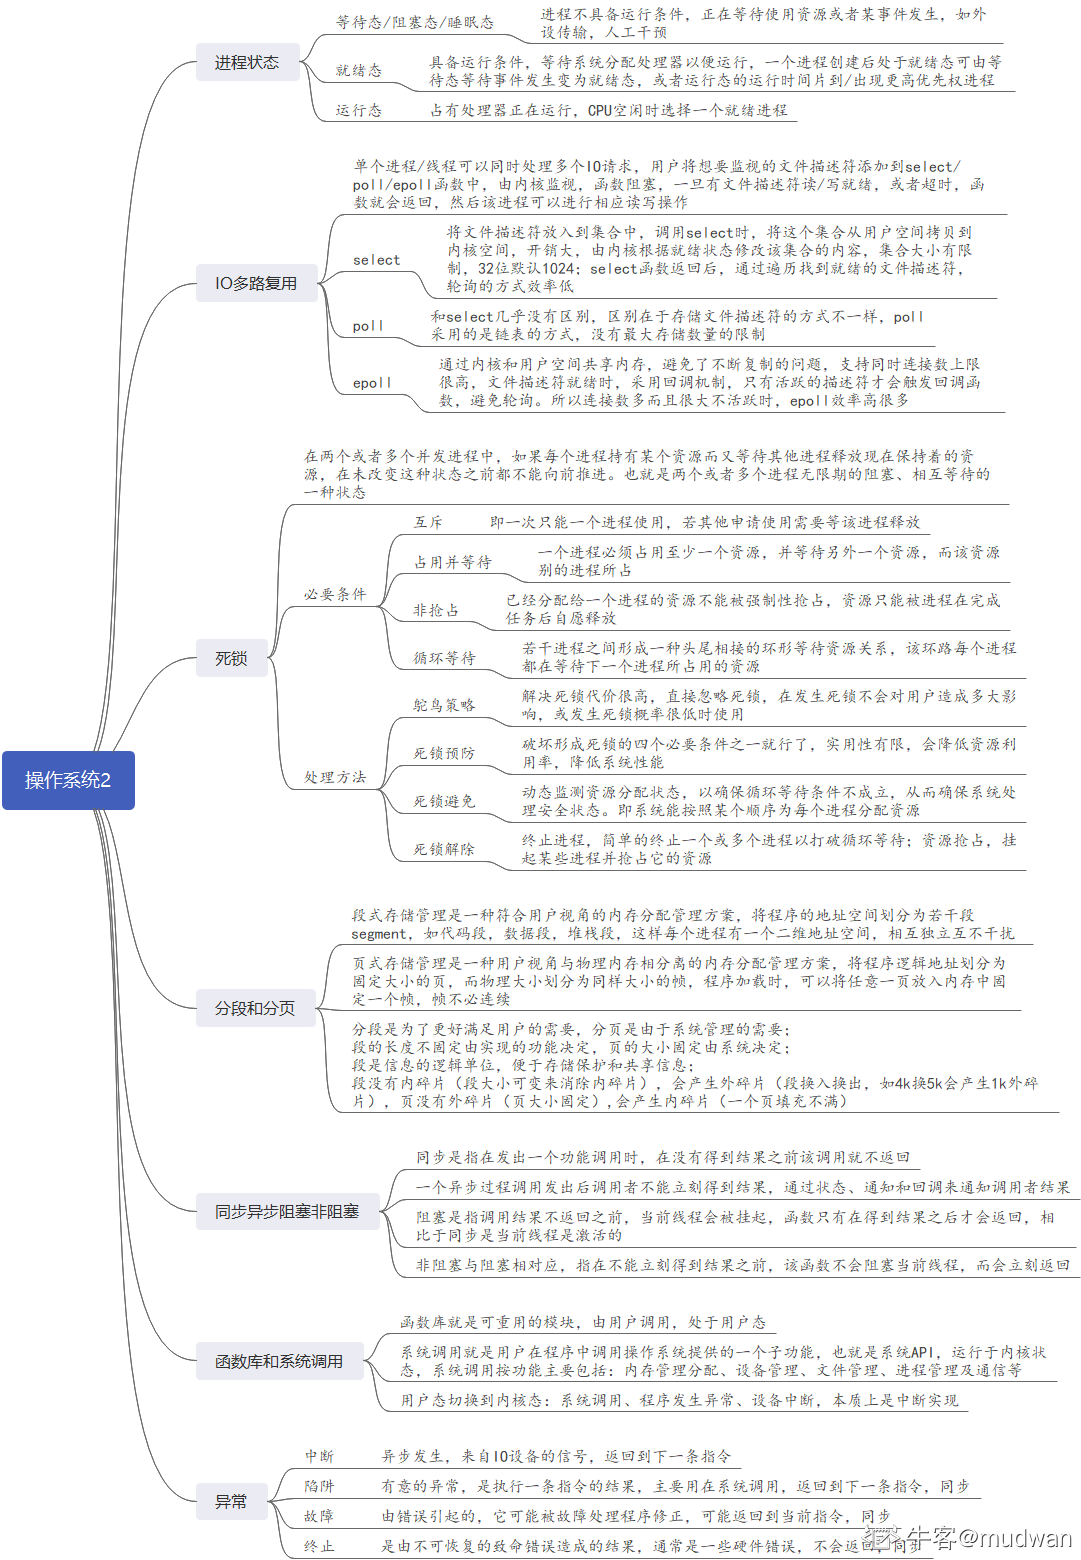 操作系统2
进程状态
等待态/阻塞态/睡眠态
进程不具备运行条件，正在等待使用资源或者某事件发生，如外
设传输，人工干预
就绪态
具备运行条件，等待系统分配处理器以便运行，一个进程创建后处于就绪态可由等
待态等待事件发生变为就绪态，或者运行态的运行时间片到/出现更高优先权进程
运行态
占有处理器正在运行，CPU空闲时选择一个就绪进程
IO多路复用
单个进程/线程可以同时处理多个IO请求，用户将想要监视的文件描述符添加到select/
poll/epoll函数中，由内核监视，函数阻塞，一旦有文件描述符读/写就绪，或者超时，函
数就会返回，然后该进程可以进行相应读写操作
select
将文件描述符放入到集合中，调用select时，将这个集合从用户空间拷贝到
内核空间，开销大，由内核根据就绪状态修改该集合的内容，集合大小有限
制，32位默认1024；select函数返回后，通过遍历找到就绪的文件描述符，
轮询的方式效率低
poll
和select几乎没有区别，区别在于存储文件描述符的方式不一样，poll
采用的是链表的方式，没有最大存储数量的限制
epoll
通过内核和用户空间共享内存，避免了不断复制的问题，支持同时连接数上限
很高，文件描述符就绪时，采用回调机制，只有活跃的描述符才会触发回调函
数，避免轮询。所以连接数多而且很大不活跃时，epoll效率高很多
死锁
在两个或者多个并发进程中，如果每个进程持有某个资源而又等待其他进程释放现在保持着的资
源，在未改变这种状态之前都不能向前推进。也就是两个或者多个进程无限期的阻塞、相互等待的
一种状态
必要条件
互斥
即一次只能一个进程使用，若其他申请使用需要等该进程释放
占用并等待
一个进程必须占用至少一个资源，并等待另外一个资源，而该资源
别的进程所占
非抢占
已经分配给一个进程的资源不能被强制性抢占，资源只能被进程在完成
任务后自愿释放
循环等待
若干进程之间形成一种头尾相接的环形等待资源关系，该环路每个进程
都在等待下一个进程所占用的资源
处理方法
鸵鸟策略
解决死锁代价很高，直接忽略死锁，在发生死锁不会对用户造成多大影
响，或发生死锁概率很低时使用
死锁预防
破坏形成死锁的四个必要条件之一就行了，实用性有限，会降低资源利
用率，降低系统性能
死锁避免
动态监测资源分配状态，以确保循环等待条件不成立，从而确保系统处
理安全状态。即系统能按照某个顺序为每个进程分配资源
死锁解除
终止进程，简单的终止一个或多个进程以打破循环等待；资源抢占，挂
起某些进程并抢占它的资源
分段和分页
段式存储管理是一种符合用户视角的内存分配管理方案，将程序的地址空间划分为若干段
segment，如代码段，数据段，堆栈段，这样每个进程有一个二维地址空间，相互独立互不干扰
页式存储管理是一种用户视角与物理内存相分离的内存分配管理方案，将程序逻辑地址划分为
固定大小的页，而物理大小划分为同样大小的帧，程序加载时，可以将任意一页放入内存中固
定一个帧，帧不必连续
分段是为了更好满足用户的需要，分页是由于系统管理的需要；
段的长度不固定由实现的功能决定，页的大小固定由系统决定；
段是信息的逻辑单位，便于存储保护和共享信息；
段没有内碎片（段大小可变来消除内碎片），会产生外碎片（段换入换出，如4k换5k会产生1k外碎
片），页没有外碎片（页大小固定）,会产生内碎片（一个页填充不满）
同步异步阻塞非阻塞
同步是指在发出一个功能调用时，在没有得到结果之前该调用就不返回
一个异步过程调用发出后调用者不能立刻得到结果，通过状态、通知和回调来通知调用者结果
阻塞是指调用结果不返回之前，当前线程会被挂起，函数只有在得到结果之后才会返回，相
比于同步是当前线程是激活的
非阻塞与阻塞相对应，指在不能立刻得到结果之前，该函数不会阻塞当前线程，而会立刻返回
函数库和系统调用
函数库就是可重用的模块，由用户调用，处于用户态
系统调用就是用户在程序中调用操作系统提供的一个子功能，也就是系统API，运行于内核状
态，系统调用按功能主要包括：内存管理分配、设备管理、文件管理、进程管理及通信等
用户态切换到内核态：系统调用、程序发生异常、设备中断，本质上是中断实现
异常
中断
异步发生，来自IO设备的信号，返回到下一条指令
陷阱
有意的异常，是执行一条指令的结果，主要用在系统调用，返回到下一条指令，同步
故障
由错误引起的，它可能被故障处理程序修正，可能返回到当前指令，同步
终止
是由不可恢复的致命错误造成的结果，通常是一些硬件错误，不会返回，同步
牛客@mudwan